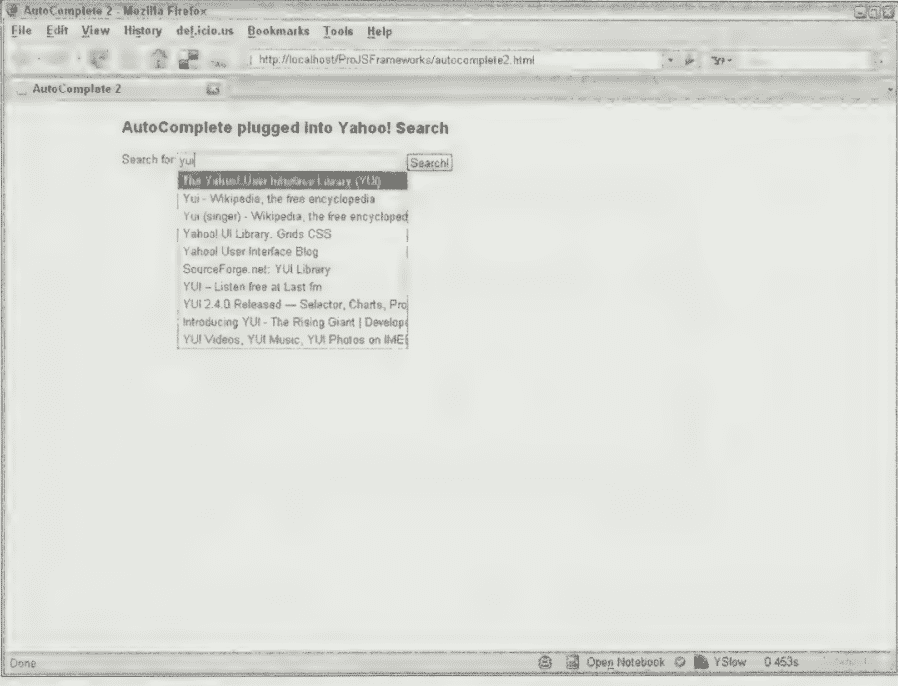 AutoComplete 2 - Mozilla Firefox
File Edit View History del.icio.us Bookmarks Tools Help
http://localhost/ProJSFrameworks/autocomplete2.html
AutoComplete 2
AutoComplete plugged into Yahoo! Search
Search for yui Search!
The Yahoo! User Interface Library (YUI)
Yui - Wikipedia, the free encyclopedia
Yui (singer) - Wikipedia, the free encycloped
Yahoo! UI Library: Grids CSS
Yahoo! User Interface Blog
SourceForge.net: YUI Library
YUI – Listen free at Last.fm
YUI 2.4.0 Released — Selector, Charts, Pro
Introducing YUI - The Rising Giant | Develop
YUI Videos, YUI Music, YUI Photos on IMEE
Done Open Notebook YSlow 0.453s